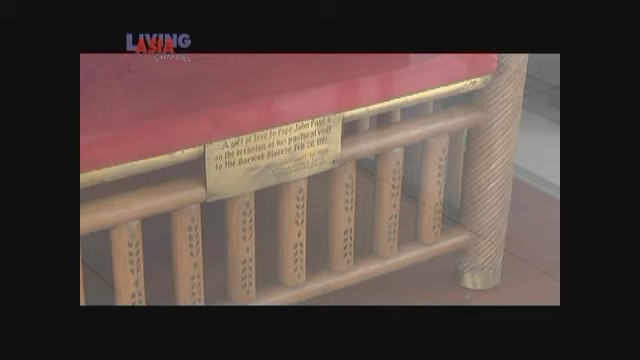 LIVING
ASIA
CHANNEL
A gift of love to Pope John Paul II
on the occasion of his pastoral visit
to the Bacolod Diocese Feb 20, 1981